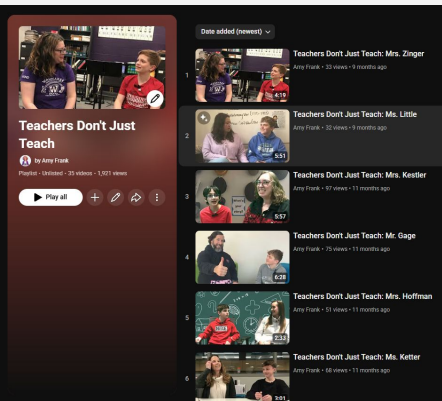 Teachers Don't Just
Teach
by Amy Frank
Playlist • Unlisted • 35 videos • 1,921 views
Play all
Date added (newest)
1
4:19
Teachers Don't Just Teach: Mrs. Zinger
Amy Frank • 33 views • 9 months ago
2
5:51
Teachers Don't Just Teach: Ms. Little
Amy Frank • 32 views • 9 months ago
3
5:57
Teachers Don't Just Teach: Mrs. Kestler
Amy Frank • 97 views • 11 months ago
4
6:28
Teachers Don't Just Teach: Mr. Gage
Amy Frank • 75 views • 11 months ago
5
2:33
Teachers Don't Just Teach: Mrs. Hoffman
Amy Frank • 51 views • 11 months ago
6
3:01
Teachers Don't Just Teach: Ms. Ketter
Amy Frank • 68 views • 11 months ago